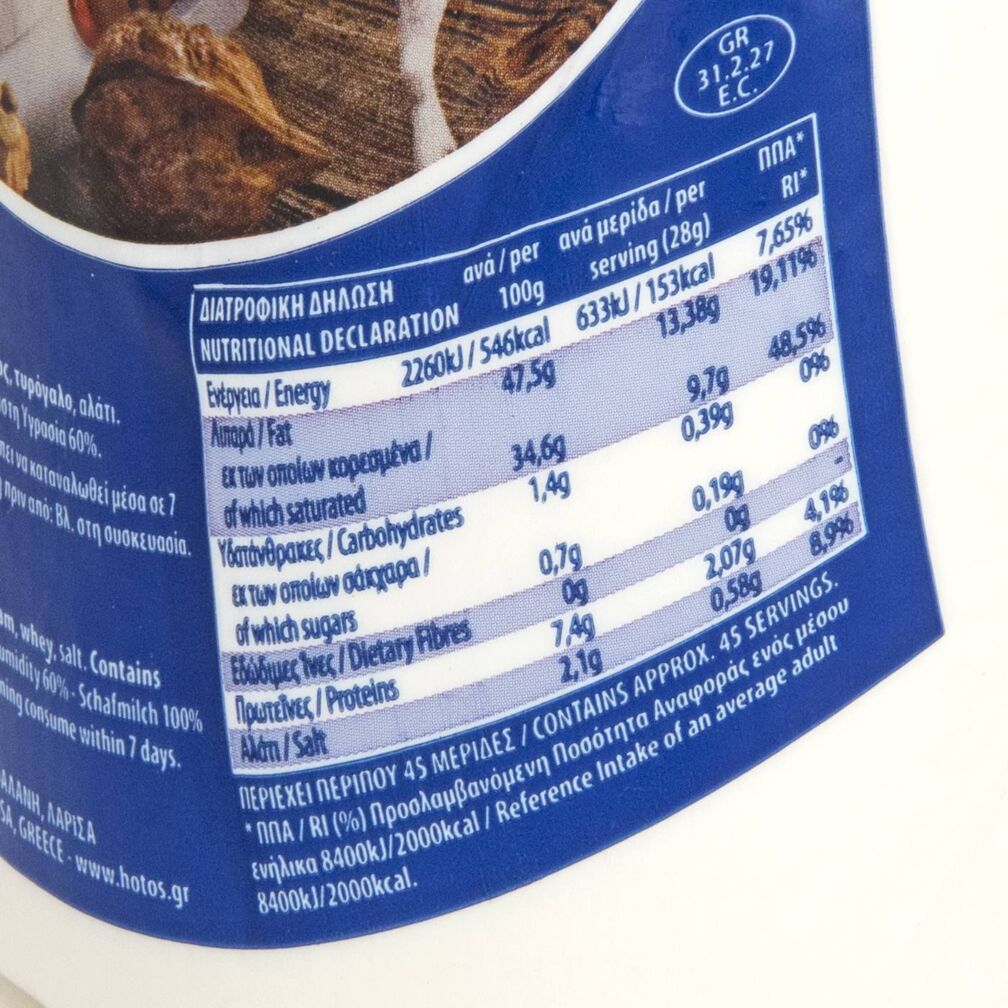 GR
31.2.27
E.C.
ΔΙΑΤΡΟΦΙΚΗ ΔΗΛΩΣΗ
NUTRITIONAL DECLARATION
ανά / per
100g
ανά μερίδα / per
serving (28g)
ΠΠΑ*
RI*
Ενέργεια / Energy 2260kJ / 546kcal 633kJ / 153kcal 7,65%
Λιπαρά / Fat 47,5g 13,38g 19,11%
εκ των οποίων κορεσμένα /
of which saturated 34,6g 9,7g 48,5%
Υδατάνθρακες / Carbohydrates 1,4g 0,39g 0%
εκ των οποίων σάκχαρα /
of which sugars 0,7g 0,19g 0%
Εδώδιμες Ίνες / Dietary Fibres 0g 0g -
Πρωτεΐνες / Proteins 7,4g 2,07g 4,1%
Αλάτι / Salt 2,1g 0,58g 8,9%
ΠΕΡΙΕΧΕΙ ΠΕΡΙΠΟΥ 45 ΜΕΡΙΔΕΣ / CONTAINS APPROX. 45 SERVINGS.
* ΠΠΑ / RI (%) Προσλαμβανόμενη Ποσότητα Αναφοράς ενός μέσου
ενήλικα 8400kJ/2000kcal / Reference Intake of an average adult
8400kJ/2000kcal.
τυρόγαλο, αλάτι.
Υγρασία 60%.
να καταναλωθεί μέσα σε 7
πριν από: Βλ. στη συσκευασία.
whey, salt. Contains
60% - Schafmilch 100%
consume within 7 days.
ΛΑΡΙΣΑ
GREECE - www.hotos.gr